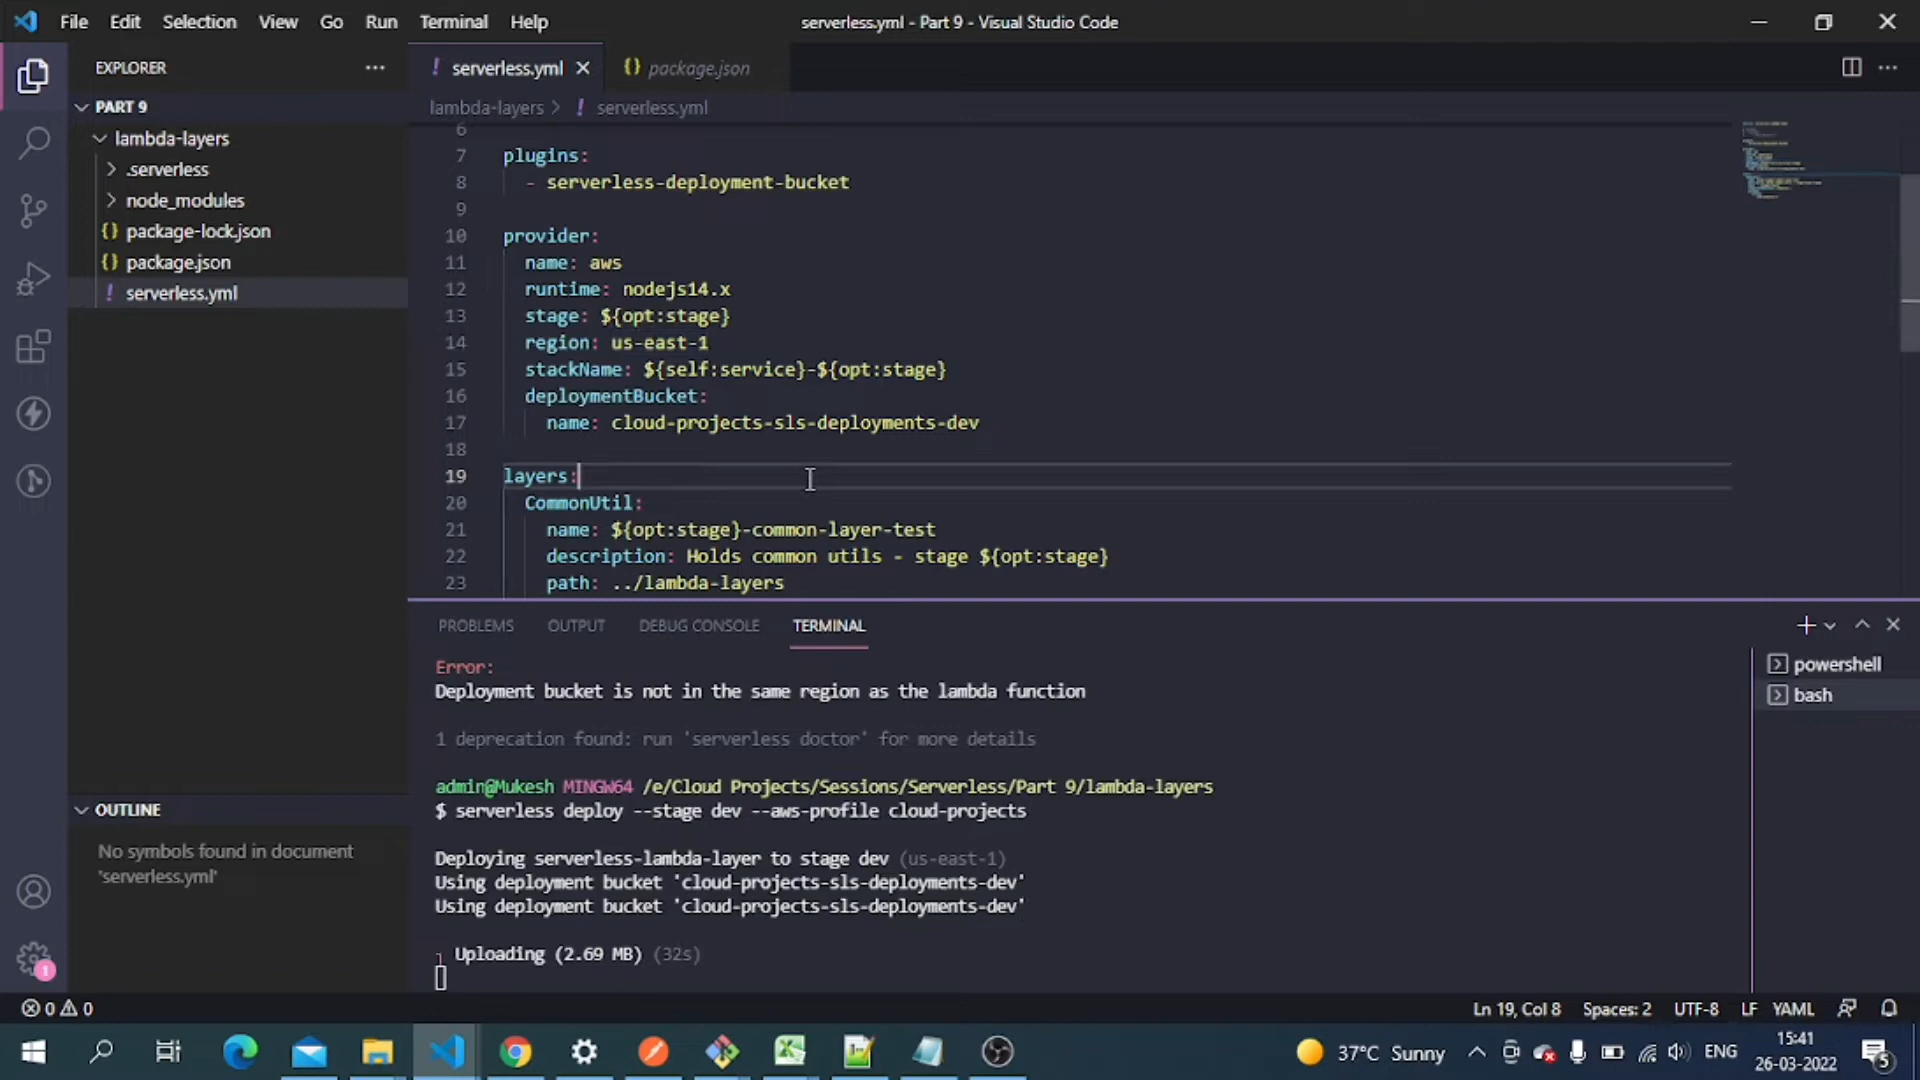 File Edit Selection View Go Run Terminal Help
serverless.yml - Part 9 - Visual Studio Code
EXPLORER
PART 9
lambda-layers
.serverless
node_modules
package-lock.json
package.json
serverless.yml
OUTLINE
No symbols found in document
'serverless.yml'
serverless.yml
package.json
lambda-layers > serverless.yml
6
7 plugins:
8 - serverless-deployment-bucket
9
10 provider:
11 name: aws
12 runtime: nodejs14.x
13 stage: ${opt:stage}
14 region: us-east-1
15 stackName: ${self:service}-${opt:stage}
16 deploymentBucket:
17 name: cloud-projects-sls-deployments-dev
18
19 layers:
20 CommonUtil:
21 name: ${opt:stage}-common-layer-test
22 description: Holds common utils - stage ${opt:stage}
23 path: ../lambda-layers
PROBLEMS OUTPUT DEBUG CONSOLE TERMINAL
powershell
bash
Error:
Deployment bucket is not in the same region as the lambda function
1 deprecation found: run 'serverless doctor' for more details
admin@Mukesh MINGW64 /e/Cloud Projects/Sessions/Serverless/Part 9/lambda-layers
$ serverless deploy --stage dev --aws-profile cloud-projects
Deploying serverless-lambda-layer to stage dev (us-east-1)
Using deployment bucket 'cloud-projects-sls-deployments-dev'
Using deployment bucket 'cloud-projects-sls-deployments-dev'
Uploading (2.69 MB) (32s)
1
0 0
Ln 19, Col 8 Spaces: 2 UTF-8 LF YAML
37°C Sunny
ENG
15:41
26-03-2022
5